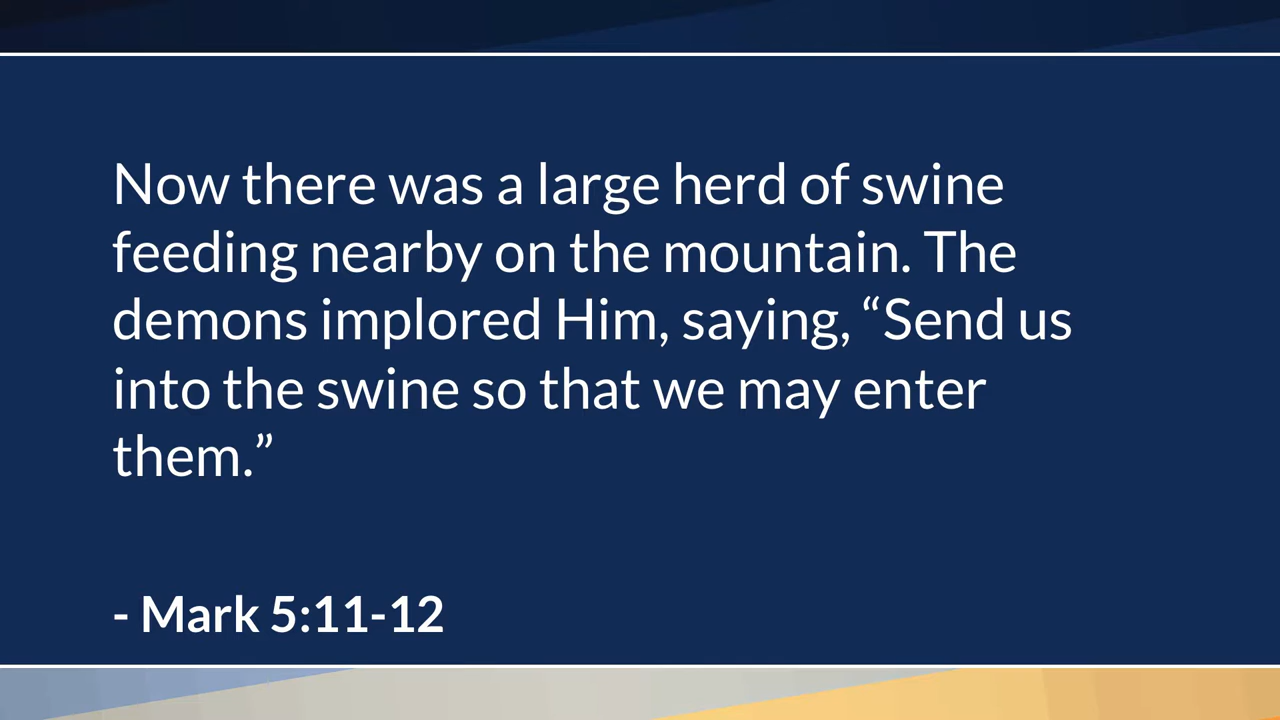 Now there was a large herd of swine
feeding nearby on the mountain. The
demons implored Him, saying, “Send us
into the swine so that we may enter
them.”
- Mark 5:11-12